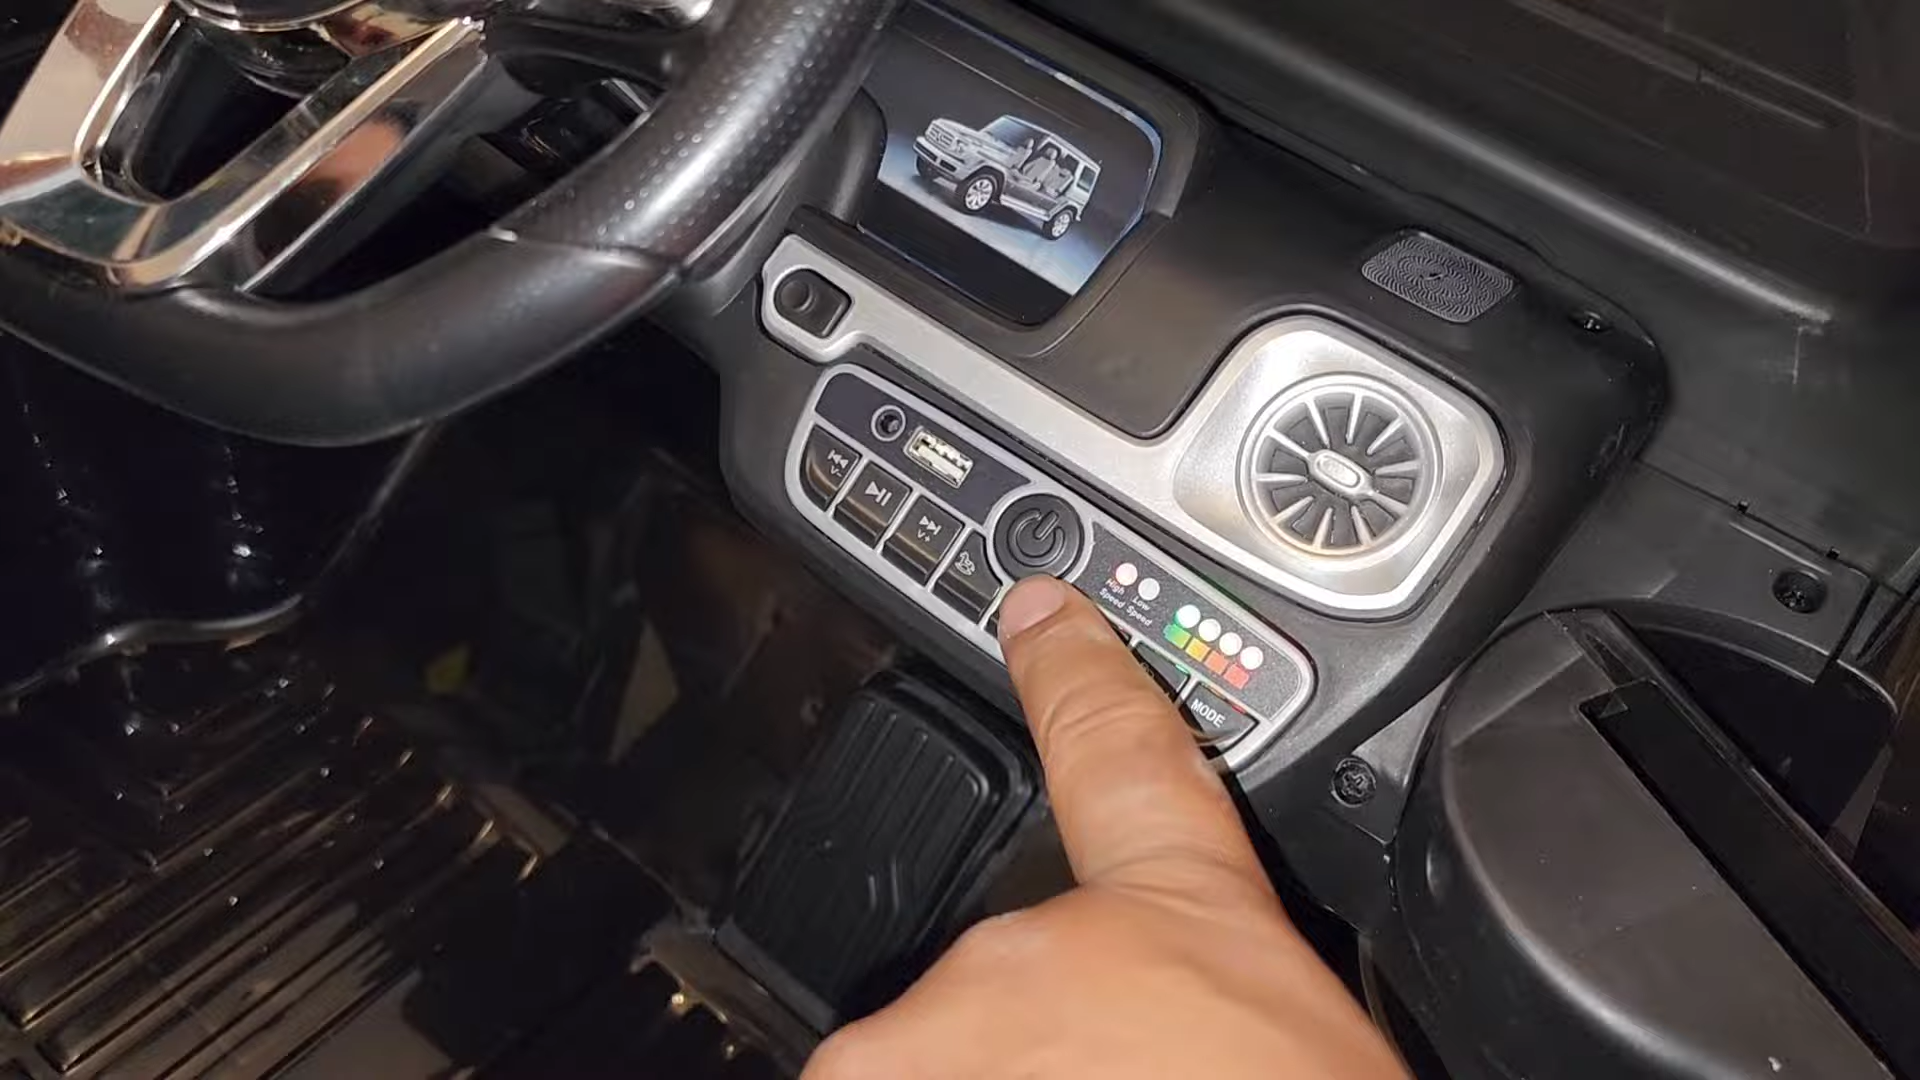 V-
V+
High
Speed
Low
Speed
MODE